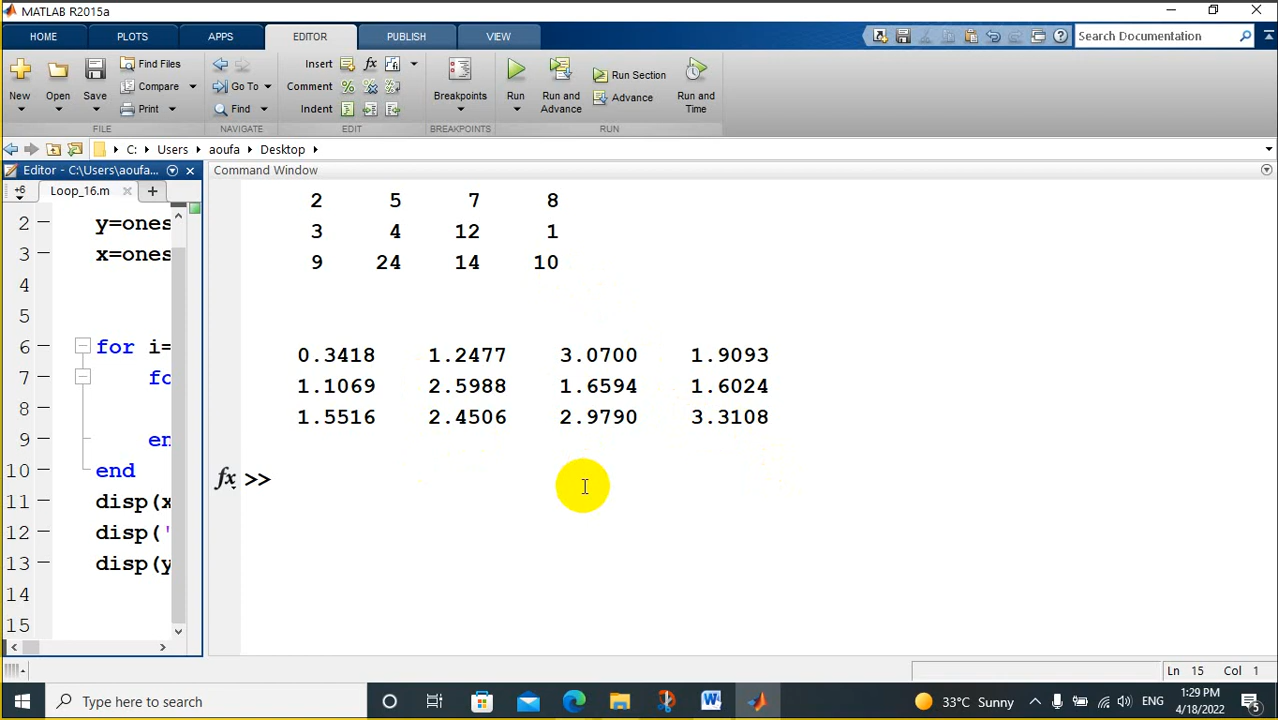 MATLAB R2015a
HOME PLOTS APPS EDITOR PUBLISH VIEW Search Documentation
New Open Save Find Files Compare Print FILE
Go To Find NAVIGATE
Insert fx Comment % Indent EDIT
Breakpoints BREAKPOINTS
Run Run and Advance Run Section Advance Run and Time RUN
C: Users aoufa Desktop
Editor - C:\Users\aoufa
Command Window
+6 Loop_16.m
2 y=ones
3 x=ones
4
5
6 for i=
7 fo
8
9 en
10 end
11 disp(x
12 disp('
13 disp(y
14
15
2 5 7 8
3 4 12 1
9 24 14 10
0.3418 1.2477 3.0700 1.9093
1.1069 2.5988 1.6594 1.6024
1.5516 2.4506 2.9790 3.3108
fx >>
Ln 15 Col 1
Type here to search
33°C Sunny
ENG
1:29 PM
4/18/2022
5